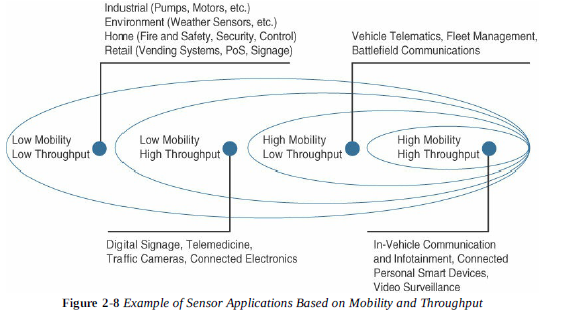 Industrial (Pumps, Motors, etc.)
Environment (Weather Sensors, etc.)
Home (Fire and Safety, Security, Control)
Retail (Vending Systems, PoS, Signage)
Vehicle Telematics, Fleet Management,
Battlefield Communications
Low Mobility
Low Throughput
Low Mobility
High Throughput
High Mobility
Low Throughput
High Mobility
High Throughput
Digital Signage, Telemedicine,
Traffic Cameras, Connected Electronics
In-Vehicle Communication
and Infotainment, Connected
Personal Smart Devices,
Video Surveillance
Figure 2-8 Example of Sensor Applications Based on Mobility and Throughput